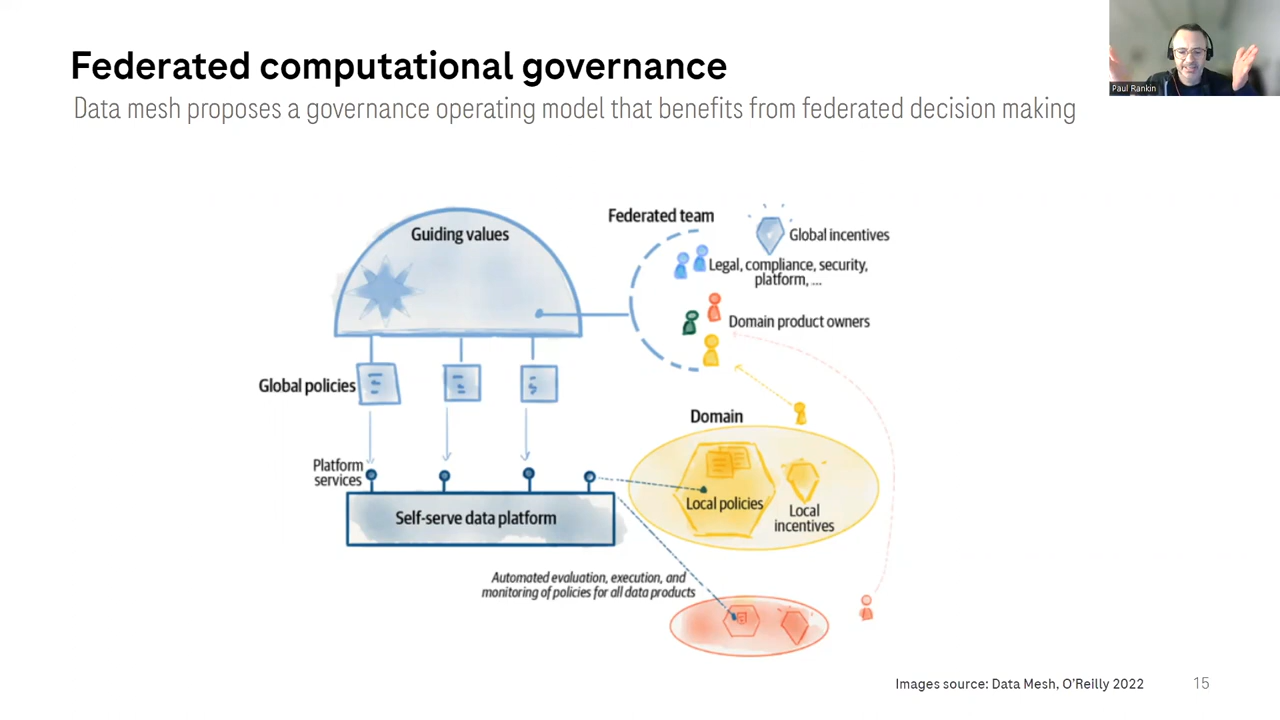 Federated computational governance
Data mesh proposes a governance operating model that benefits from federated decision making
Paul Rankin
Guiding values
Federated team
Global incentives
Legal, compliance, security,
platform, ...
Domain product owners
Global policies
Domain
Platform
services
Self-serve data platform
Local policies
Local
incentives
Automated evaluation, execution, and
monitoring of policies for all data products
Images source: Data Mesh, O'Reilly 2022
15